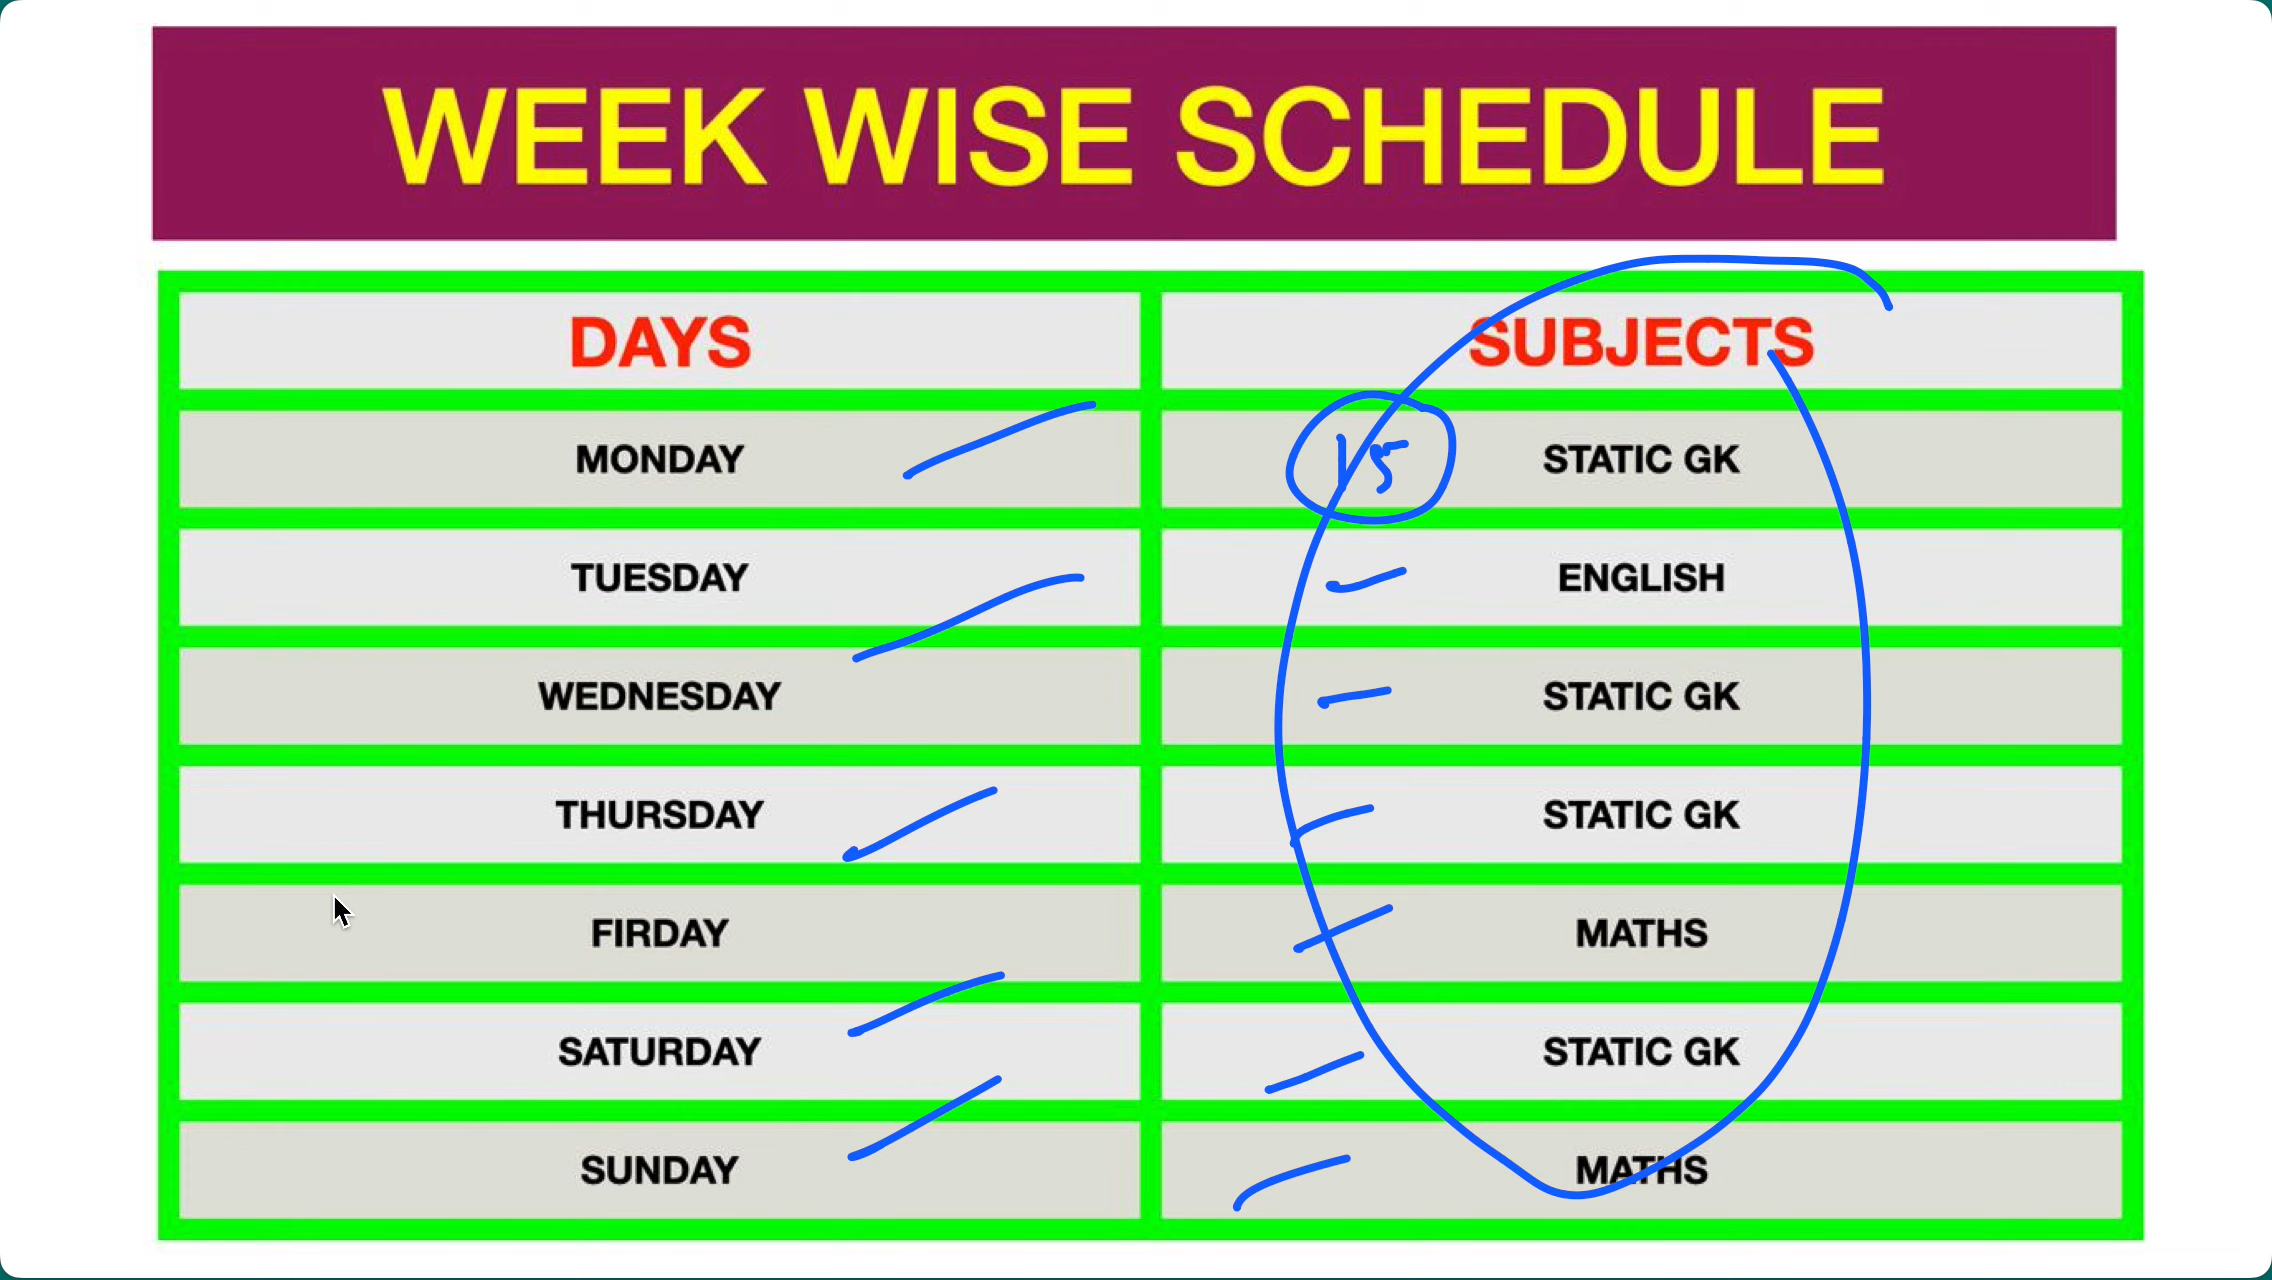 WEEK WISE SCHEDULE
DAYS SUBJECTS
MONDAY 15 STATIC GK
TUESDAY ENGLISH
WEDNESDAY STATIC GK
THURSDAY STATIC GK
FIRDAY MATHS
SATURDAY STATIC GK
SUNDAY MATHS